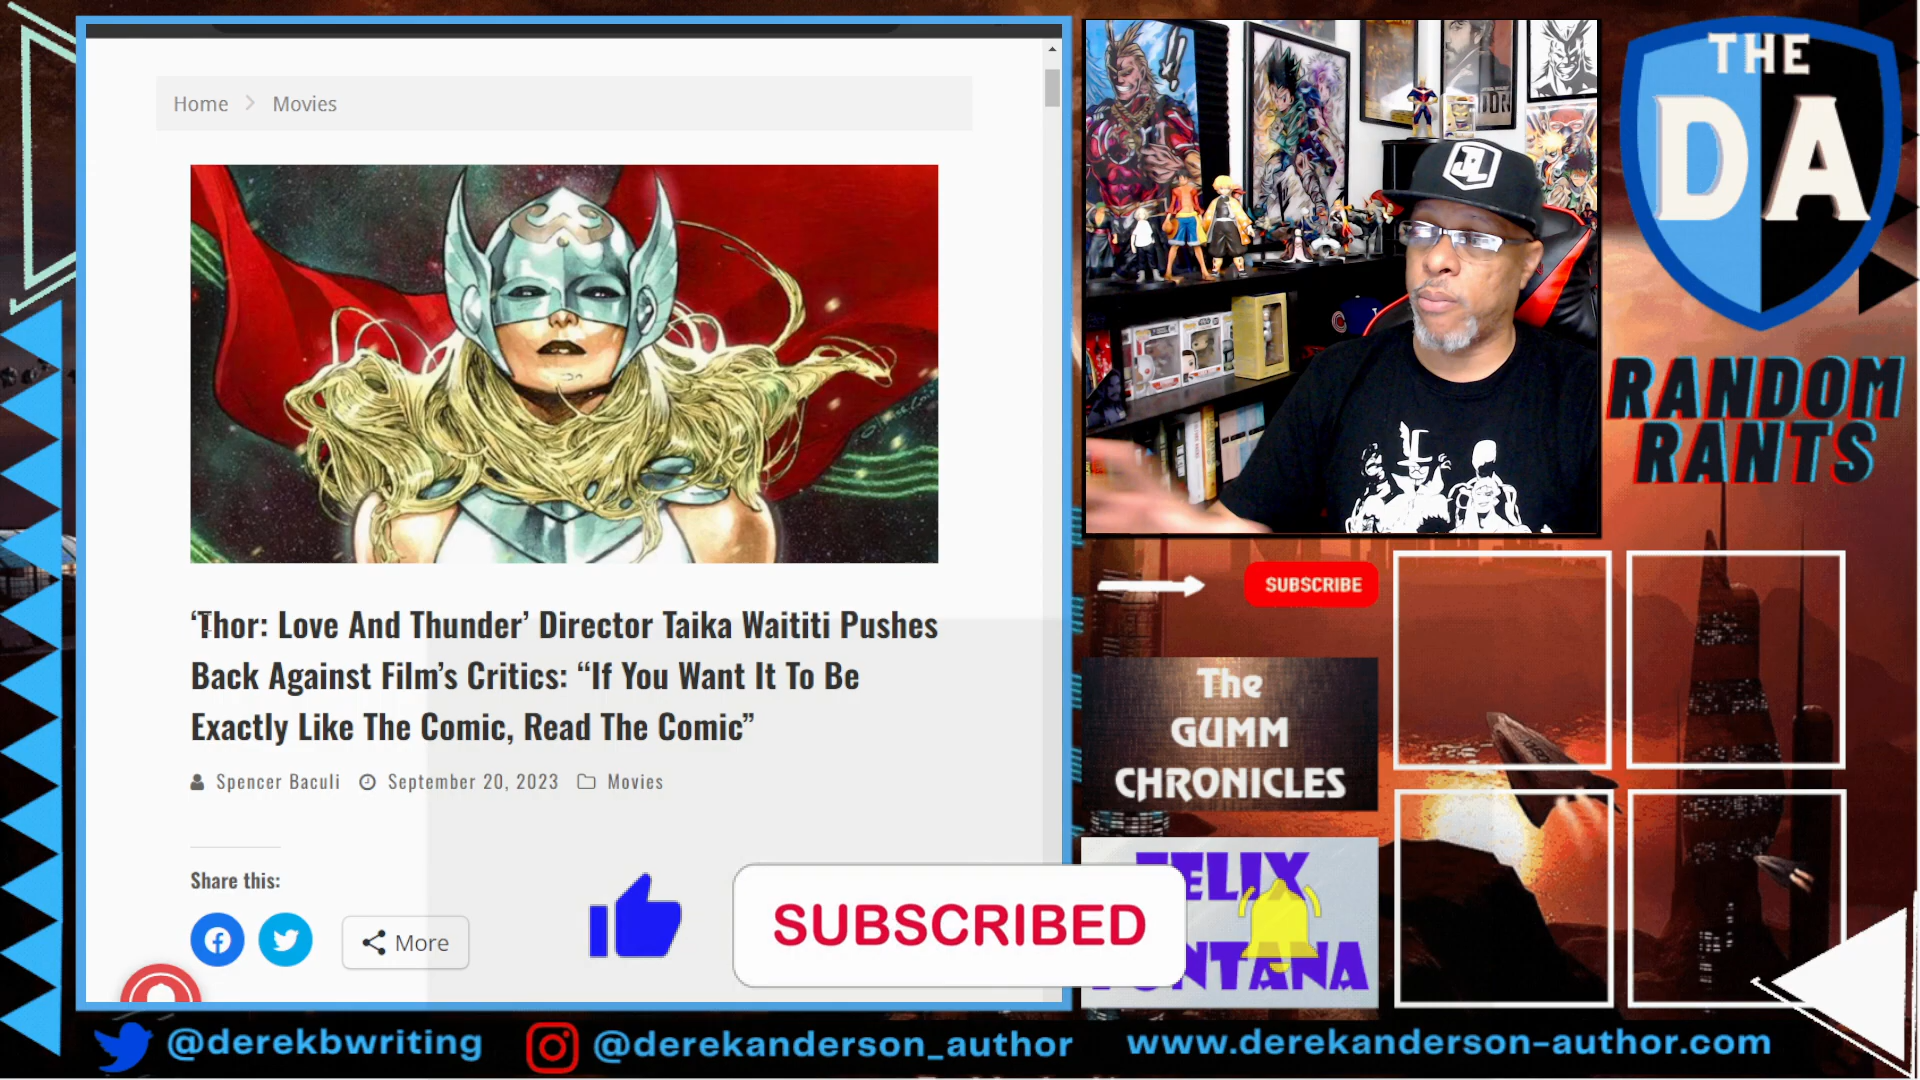 Home
Movies
‘Thor: Love And Thunder’ Director Taika Waititi Pushes
Back Against Film’s Critics: “If You Want It To Be
Exactly Like The Comic, Read The Comic”
Spencer Baculi
September 20, 2023
Movies
Share this:
More
SUBSCRIBED
THE
DA
RANDOM
RANTS
SUBSCRIBE
The
GUMM
CHRONICLES
@derekbwriting
@derekanderson_author
www.derekanderson-author.com